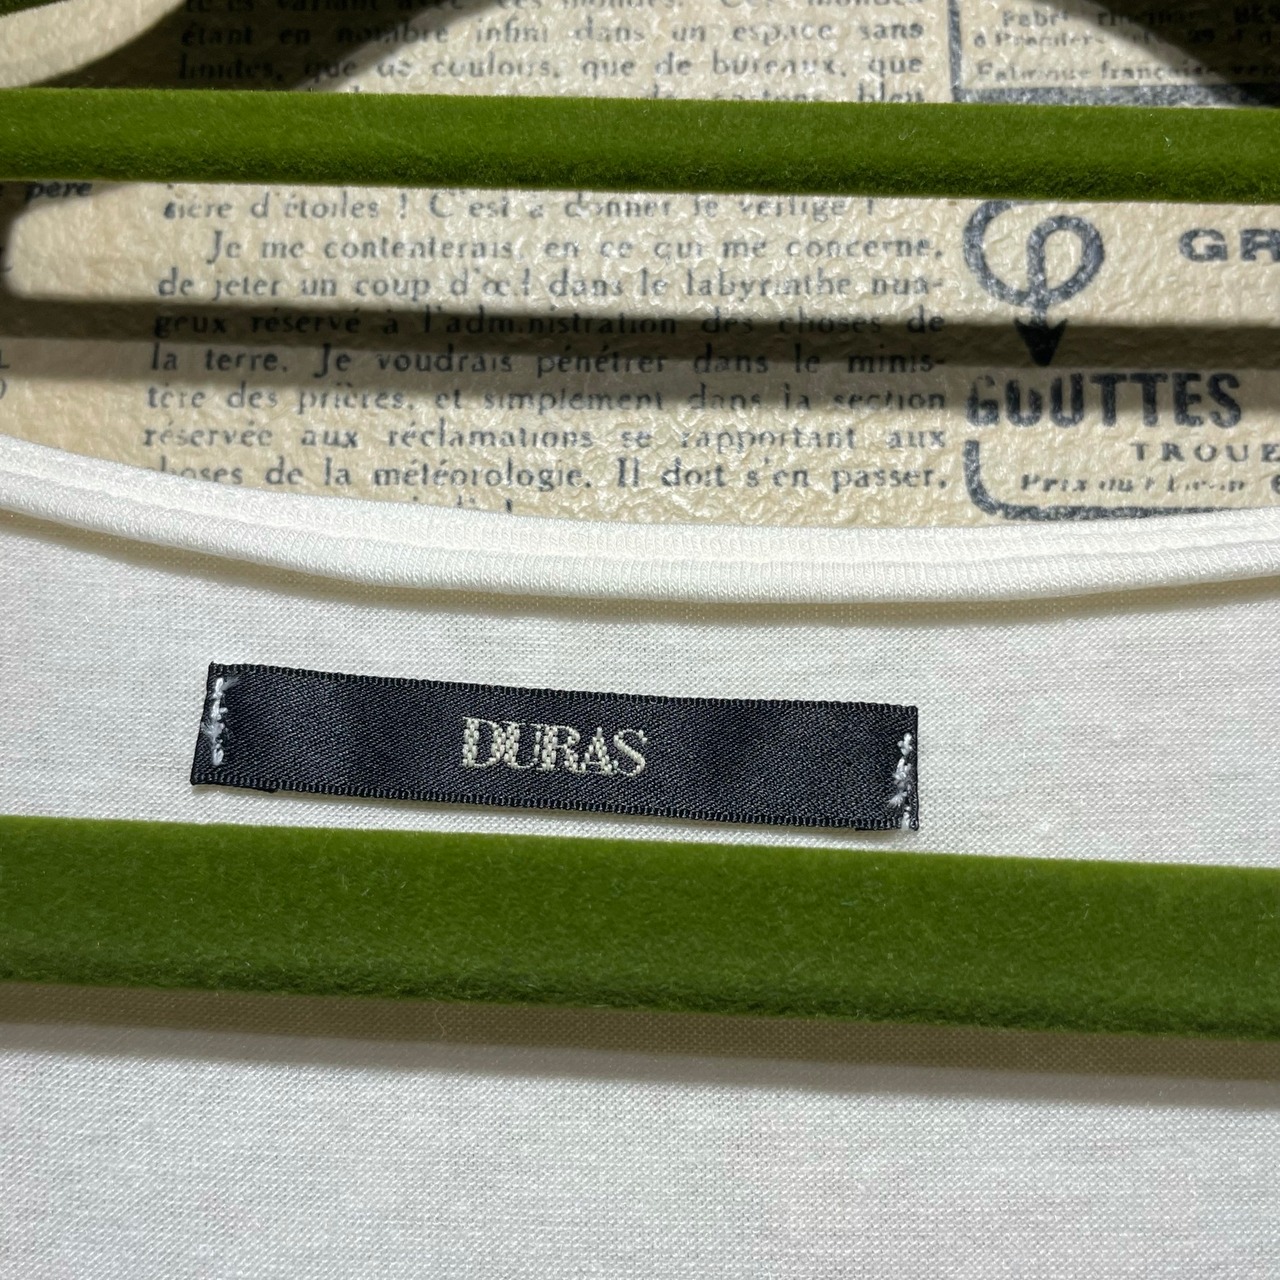 étant en nombre infini dans un espace sans
limites, que de couloirs, que de bureaux, que
père
sière d'étoiles ! C'est à donner le vertige !
Je me contenterais, en ce qui me concerne,
de jeter un coup d'œil dans le labyrinthe nua-
geux réservé à l'administration des choses de
la terre. Je voudrais pénétrer dans le minis-
tère des prières, et simplement dans la section
réservée aux réclamations se rapportant aux
choses de la météorologie. Il doit s'en passer,
GR
GOUTTES
TROUE
DURAS